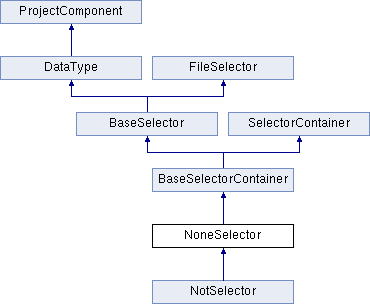 ProjectComponent
DataType
FileSelector
BaseSelector
SelectorContainer
BaseSelectorContainer
NoneSelector
NotSelector